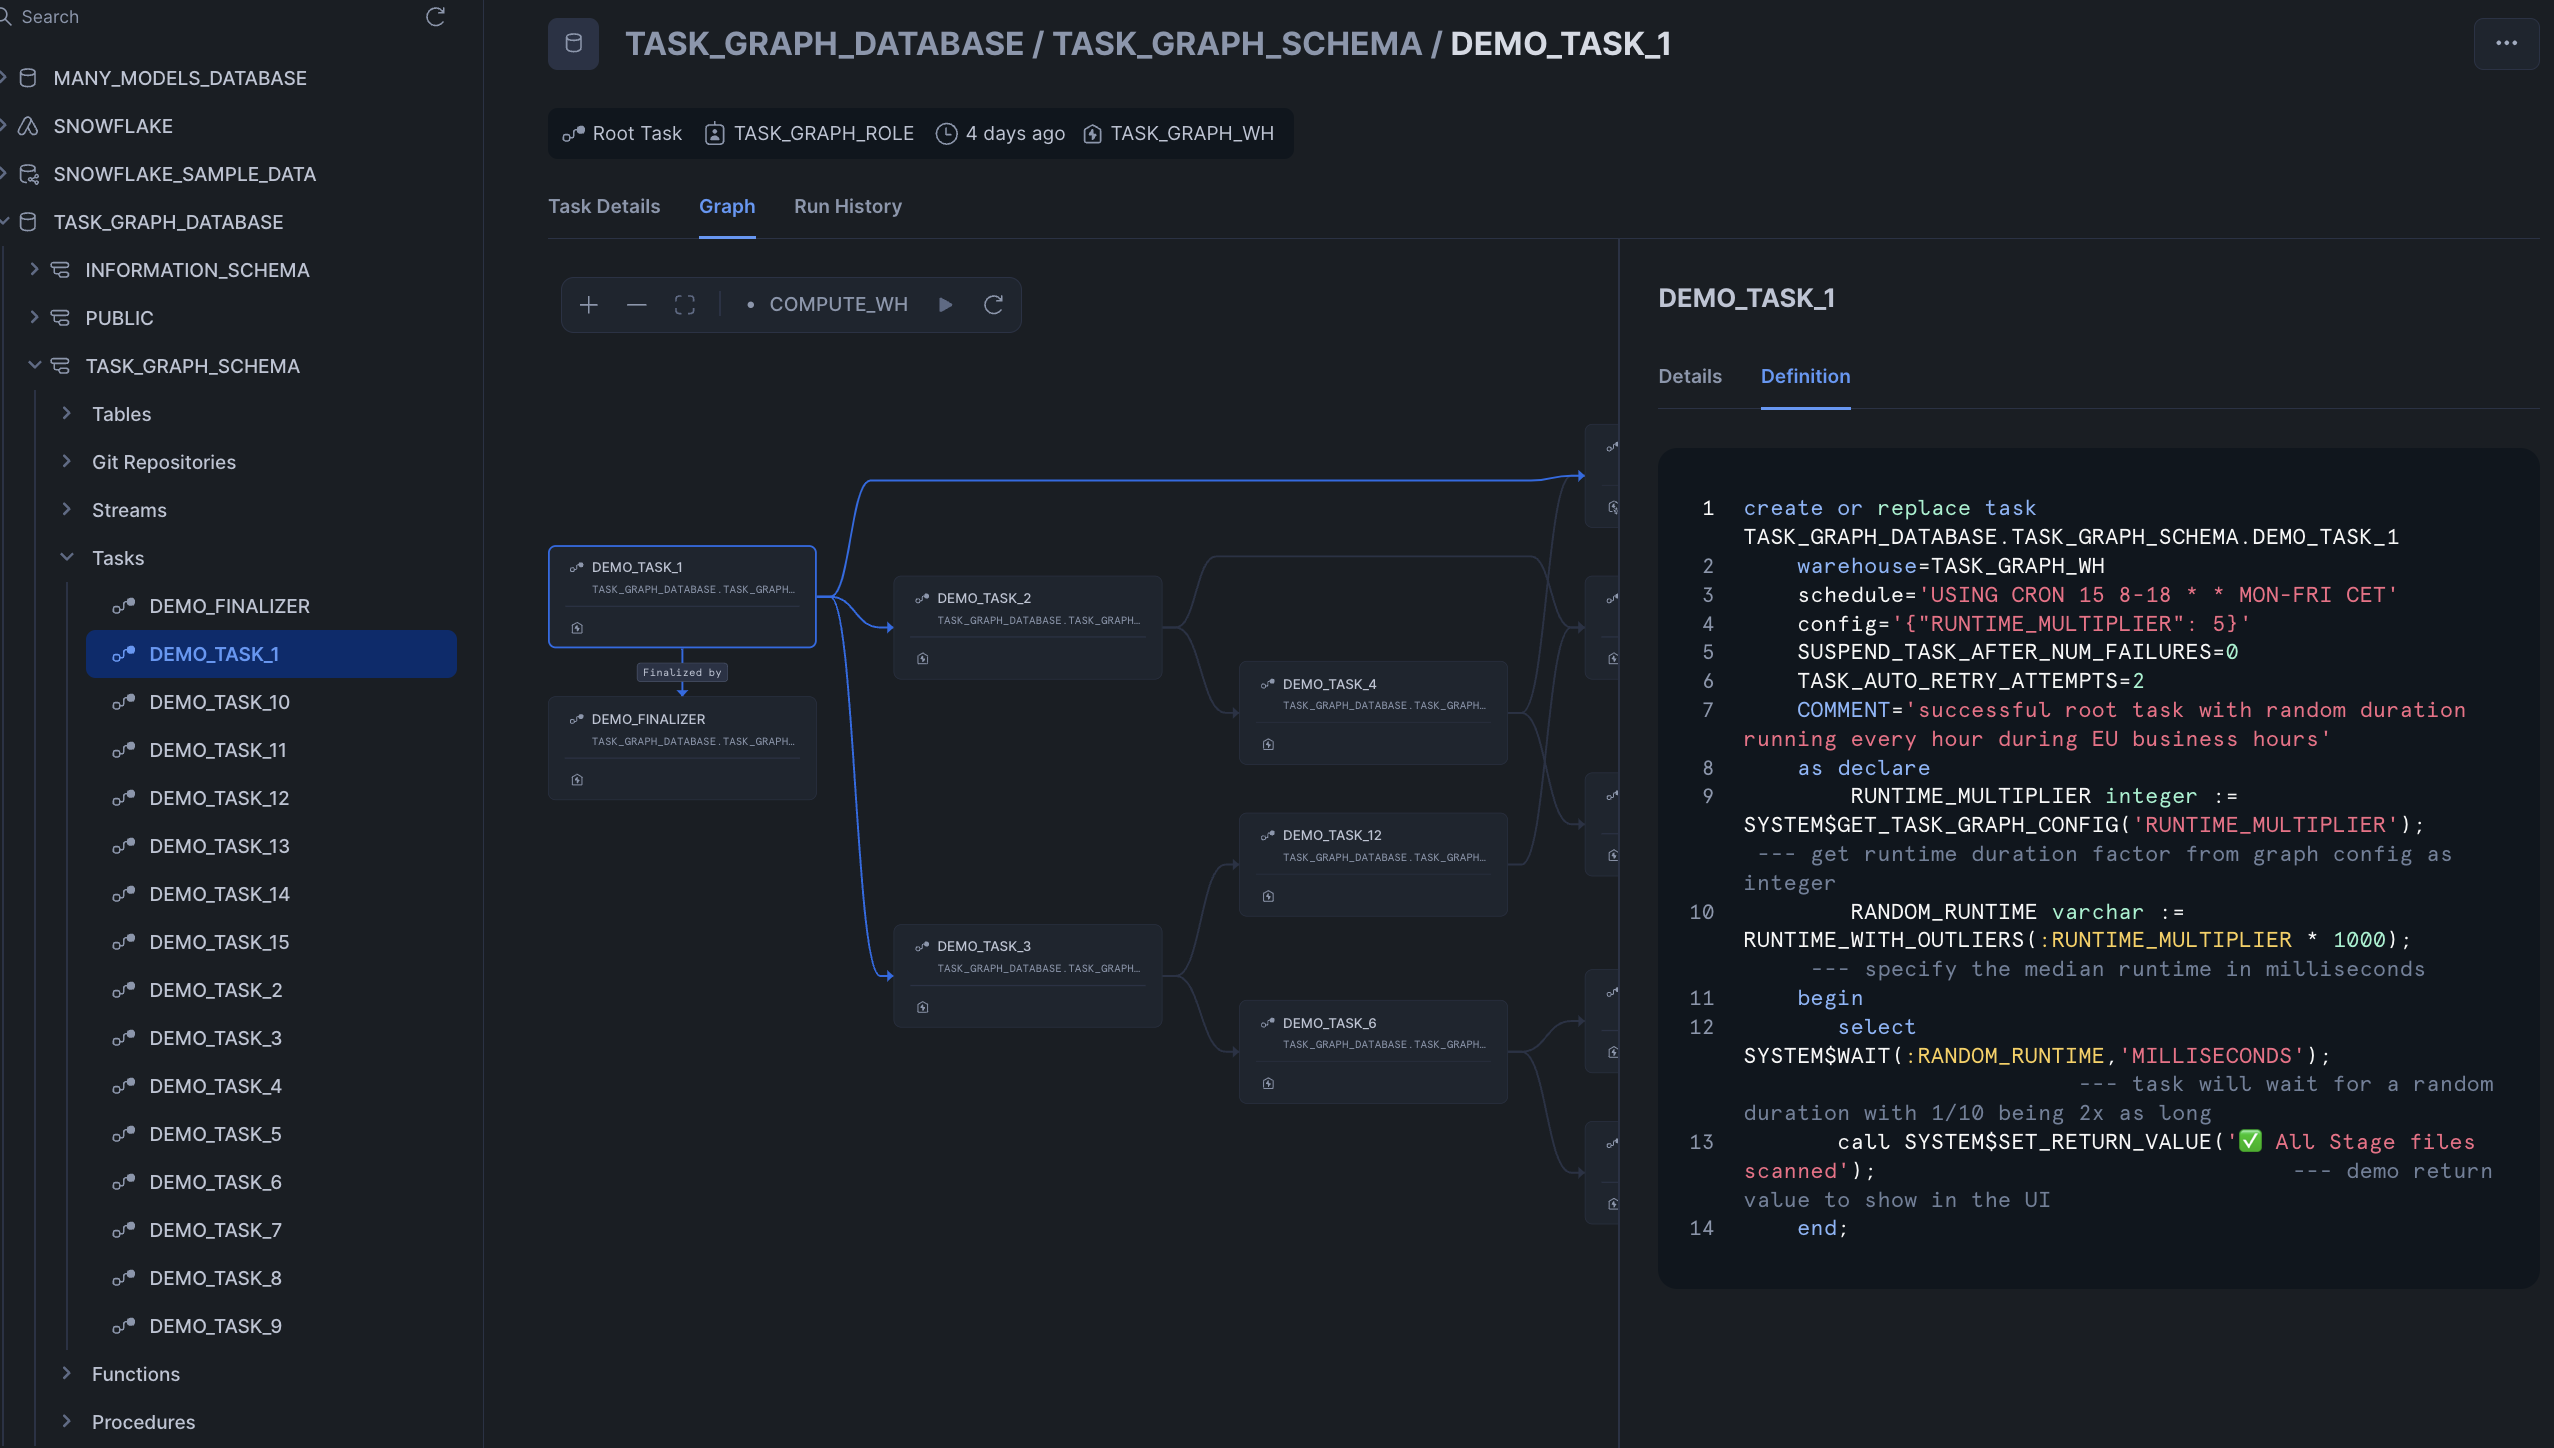 Search
MANY_MODELS_DATABASE
SNOWFLAKE
SNOWFLAKE_SAMPLE_DATA
TASK_GRAPH_DATABASE
INFORMATION_SCHEMA
PUBLIC
TASK_GRAPH_SCHEMA
Tables
Git Repositories
Streams
Tasks
DEMO_FINALIZER
DEMO_TASK_1
DEMO_TASK_10
DEMO_TASK_11
DEMO_TASK_12
DEMO_TASK_13
DEMO_TASK_14
DEMO_TASK_15
DEMO_TASK_2
DEMO_TASK_3
DEMO_TASK_4
DEMO_TASK_5
DEMO_TASK_6
DEMO_TASK_7
DEMO_TASK_8
DEMO_TASK_9
Functions
Procedures
TASK_GRAPH_DATABASE / TASK_GRAPH_SCHEMA / DEMO_TASK_1
...
Root Task TASK_GRAPH_ROLE 4 days ago TASK_GRAPH_WH
Task Details Graph Run History
COMPUTE_WH
DEMO_TASK_1
TASK_GRAPH_DATABASE.TASK_GRAPH...
Finalized by
DEMO_FINALIZER
TASK_GRAPH_DATABASE.TASK_GRAPH...
DEMO_TASK_2
TASK_GRAPH_DATABASE.TASK_GRAPH...
DEMO_TASK_3
TASK_GRAPH_DATABASE.TASK_GRAPH...
DEMO_TASK_4
TASK_GRAPH_DATABASE.TASK_GRAPH...
DEMO_TASK_12
TASK_GRAPH_DATABASE.TASK_GRAPH...
DEMO_TASK_6
TASK_GRAPH_DATABASE.TASK_GRAPH...
DEMO_TASK_1
Details Definition
1 create or replace task
TASK_GRAPH_DATABASE.TASK_GRAPH_SCHEMA.DEMO_TASK_1
2 warehouse=TASK_GRAPH_WH
3 schedule='USING CRON 15 8-18 * * MON-FRI CET'
4 config='{"RUNTIME_MULTIPLIER": 5}'
5 SUSPEND_TASK_AFTER_NUM_FAILURES=0
6 TASK_AUTO_RETRY_ATTEMPTS=2
7 COMMENT='successful root task with random duration
running every hour during EU business hours'
8 as declare
9 RUNTIME_MULTIPLIER integer :=
SYSTEM$GET_TASK_GRAPH_CONFIG('RUNTIME_MULTIPLIER');
--- get runtime duration factor from graph config as
integer
10 RANDOM_RUNTIME varchar :=
RUNTIME_WITH_OUTLIERS(:RUNTIME_MULTIPLIER * 1000);
--- specify the median runtime in milliseconds
11 begin
12 select
SYSTEM$WAIT(:RANDOM_RUNTIME,'MILLISECONDS');
--- task will wait for a random
duration with 1/10 being 2x as long
13 call SYSTEM$SET_RETURN_VALUE('✅ All Stage files
scanned'); --- demo return
value to show in the UI
14 end;